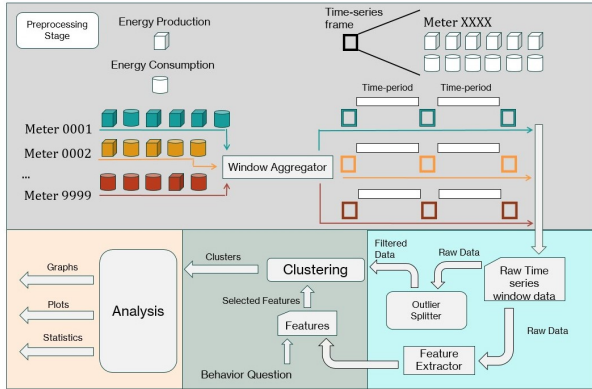 Preprocessing
Stage
Energy Production
Energy Consumption
Time-series
frame
Meter XXXX
Time-period
Time-period
Meter 0001
Meter 0002
...
Meter 9999
Window Aggregator
Graphs
Plots
Statistics
Analysis
Clusters
Clustering
Selected Features
Features
Behavior Question
Filtered
Data
Raw Data
Outlier
Splitter
Raw Time
series
window data
Raw Data
Feature
Extractor